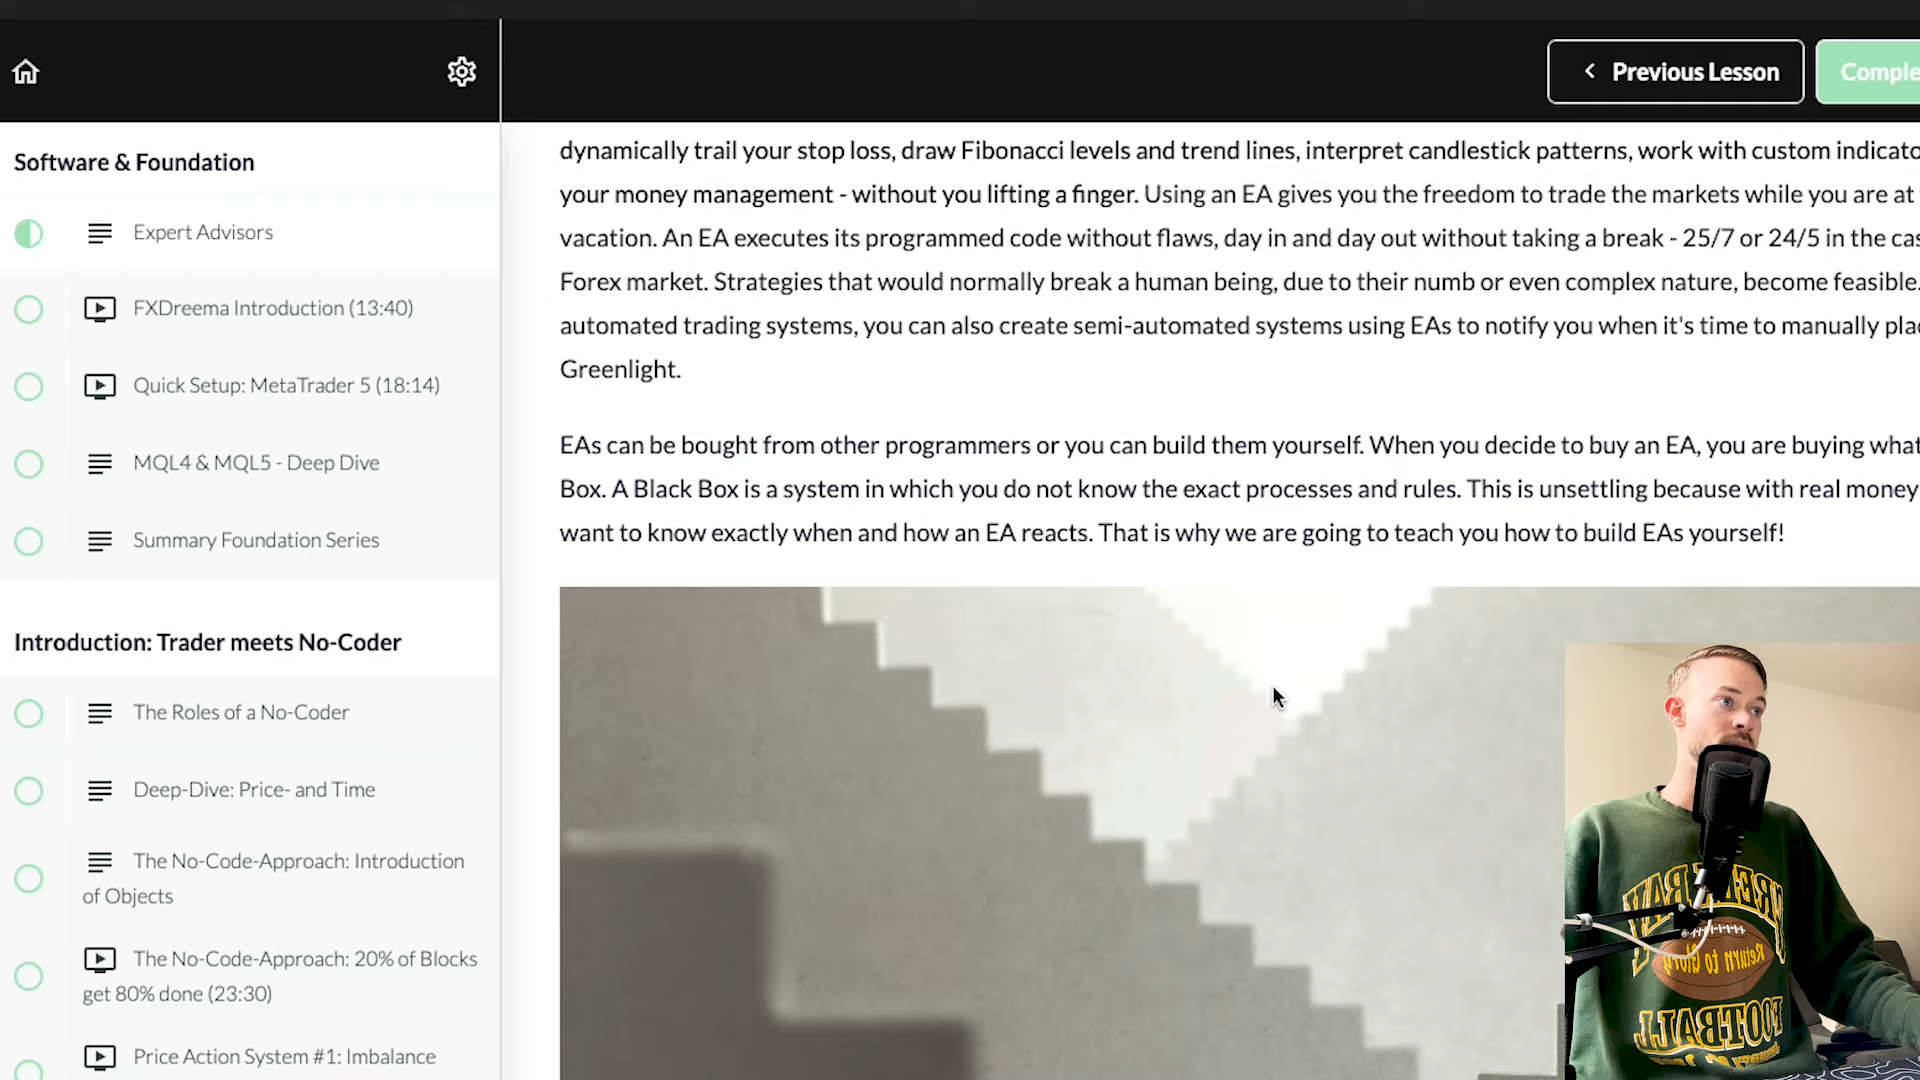 Previous Lesson
Comple
Software & Foundation
Expert Advisors
FXDreema Introduction (13:40)
Quick Setup: MetaTrader 5 (18:14)
MQL4 & MQL5 - Deep Dive
Summary Foundation Series
Introduction: Trader meets No-Coder
The Roles of a No-Coder
Deep-Dive: Price- and Time
The No-Code-Approach: Introduction
of Objects
The No-Code-Approach: 20% of Blocks
get 80% done (23:30)
Price Action System #1: Imbalance
dynamically trail your stop loss, draw Fibonacci levels and trend lines, interpret candlestick patterns, work with custom indicato
your money management - without you lifting a finger. Using an EA gives you the freedom to trade the markets while you are at
vacation. An EA executes its programmed code without flaws, day in and day out without taking a break - 25/7 or 24/5 in the cas
Forex market. Strategies that would normally break a human being, due to their numb or even complex nature, become feasible.
automated trading systems, you can also create semi-automated systems using EAs to notify you when it's time to manually plac
Greenlight.
EAs can be bought from other programmers or you can build them yourself. When you decide to buy an EA, you are buying what
Box. A Black Box is a system in which you do not know the exact processes and rules. This is unsettling because with real money
want to know exactly when and how an EA reacts. That is why we are going to teach you how to build EAs yourself!
Return to Glory
FOOTBALL